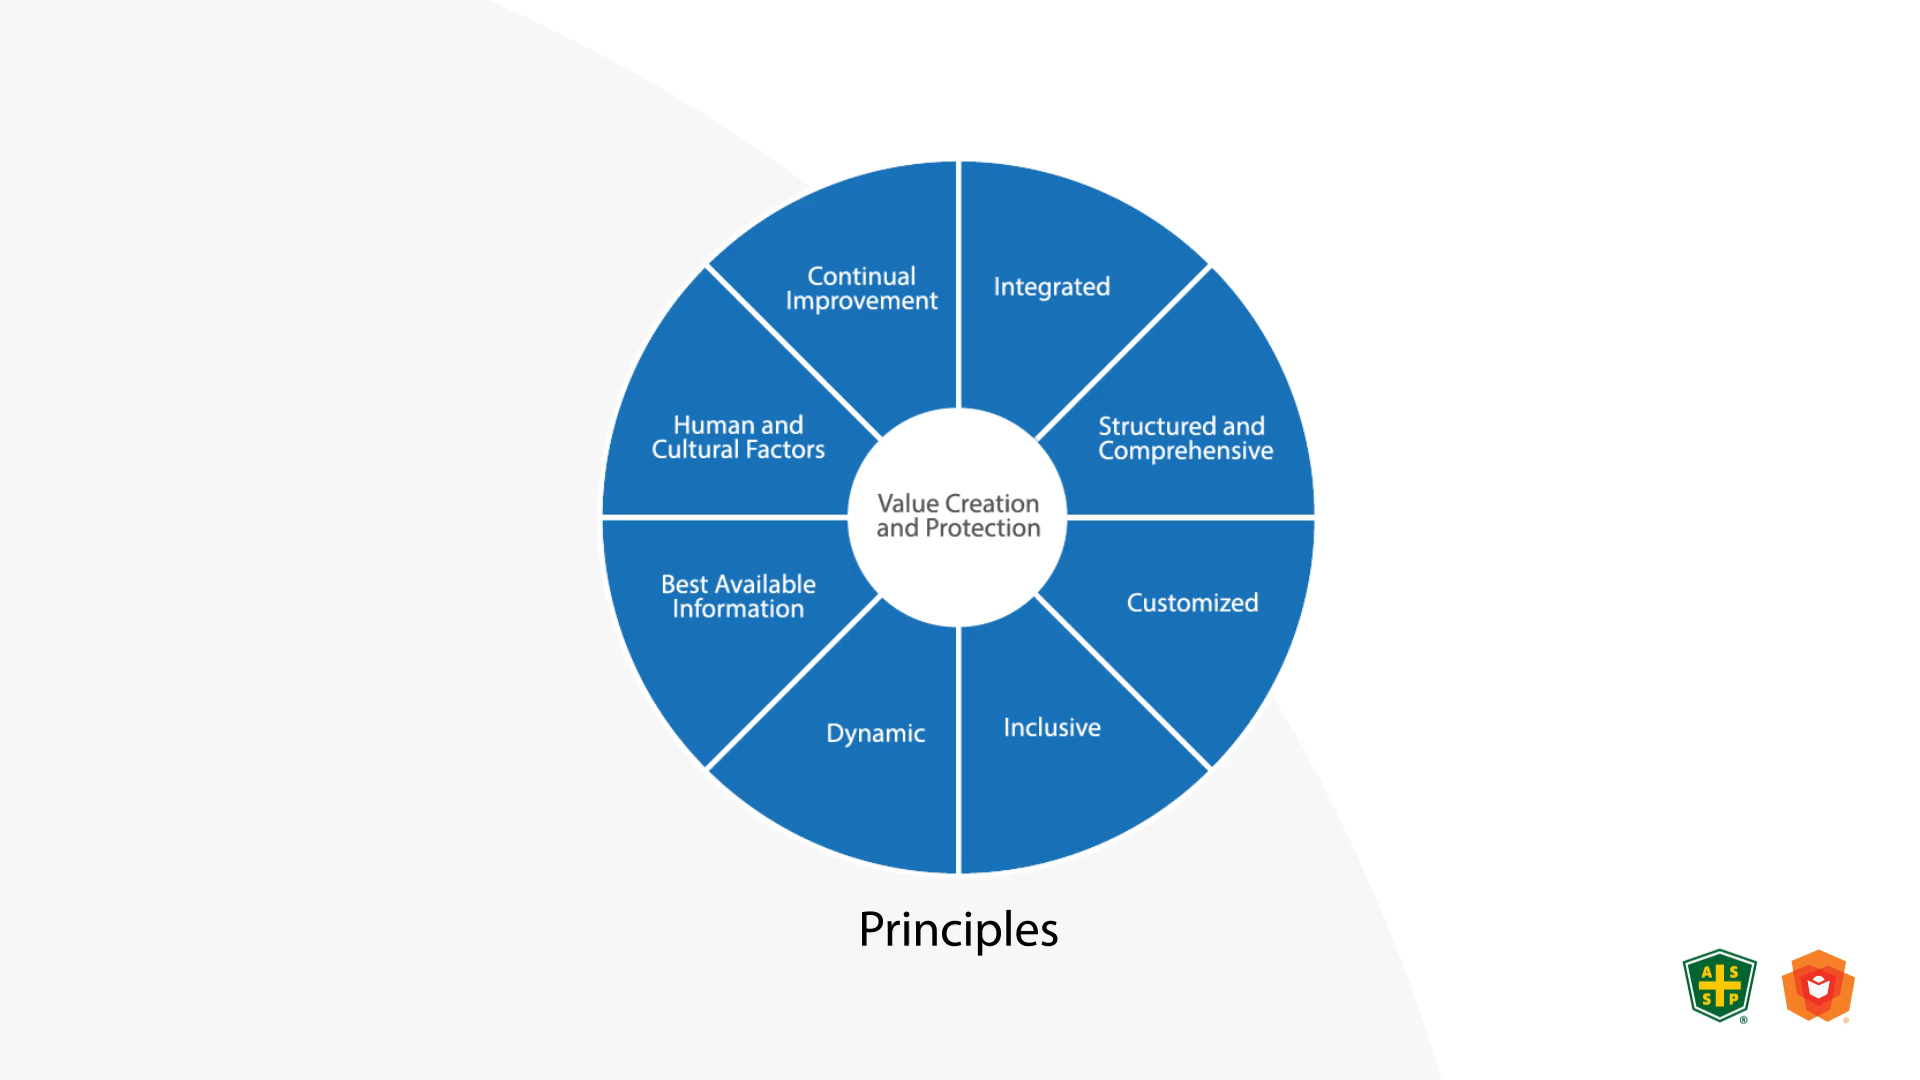 Continual
Improvement
Integrated
Human and
Cultural Factors
Structured and
Comprehensive
Value Creation
and Protection
Best Available
Information
Customized
Dynamic
Inclusive
Principles
A S
S P
®
®